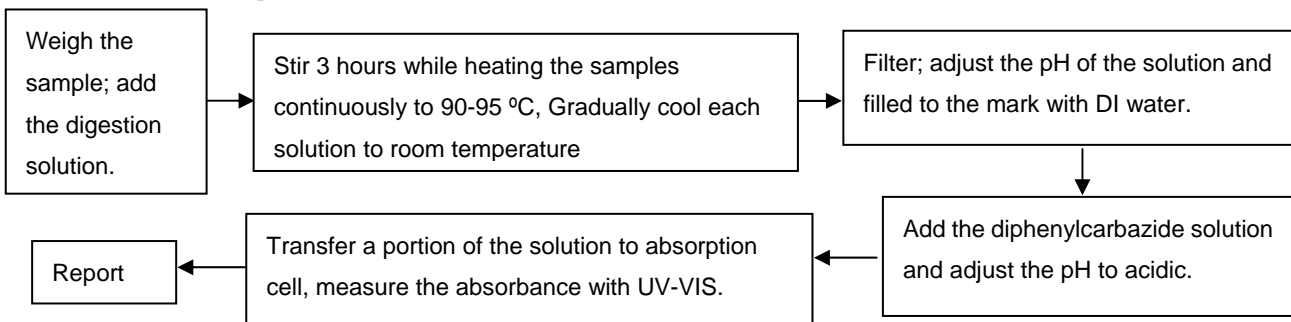 Weigh the
sample; add
the digestion
solution.
Stir 3 hours while heating the samples
continuously to 90-95 ⁰C, Gradually cool each
solution to room temperature
Filter; adjust the pH of the solution and
filled to the mark with DI water.
Add the diphenylcarbazide solution
and adjust the pH to acidic.
Transfer a portion of the solution to absorption
cell, measure the absorbance with UV-VIS.
Report